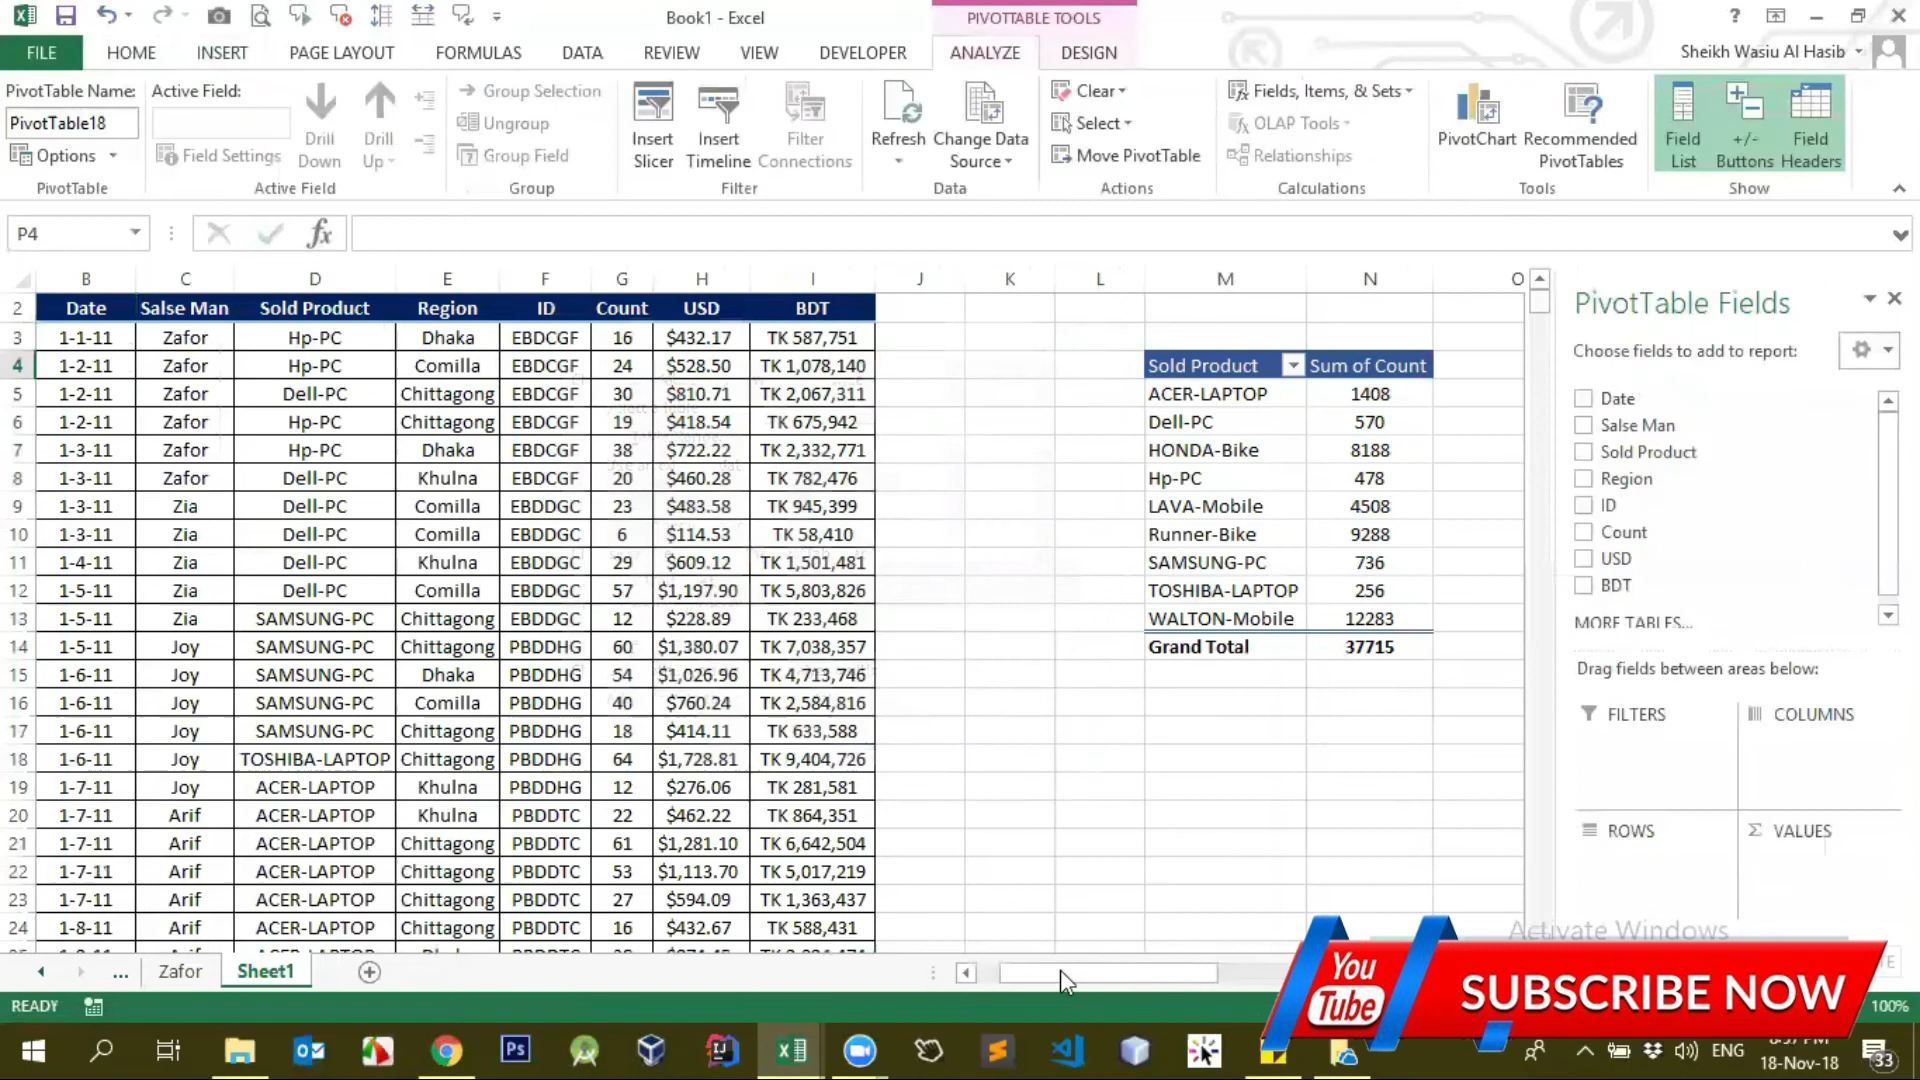 Book1 - Excel
PIVOTTABLE TOOLS
?
FILE HOME INSERT PAGE LAYOUT FORMULAS DATA REVIEW VIEW DEVELOPER ANALYZE DESIGN
Sheikh Wasiu Al Hasib
PivotTable Name:
PivotTable18
Options
PivotTable
Active Field:
Field Settings
Drill Down
Drill Up
Active Field
Group Selection
Ungroup
Group Field
Group
Insert Slicer
Insert Timeline
Filter Connections
Filter
Refresh
Change Data Source
Data
Clear
Select
Move PivotTable
Actions
Fields, Items, & Sets
OLAP Tools
Relationships
Calculations
PivotChart
Recommended PivotTables
Tools
Field List
+/- Buttons
Field Headers
Show
P4
fx
B C D E F G H I J K L M N O
2 Date Salse Man Sold Product Region ID Count USD BDT
3 1-1-11 Zafor Hp-PC Dhaka EBDCGF 16 $432.17 TK 587,751
4 1-2-11 Zafor Hp-PC Comilla EBDCGF 24 $528.50 TK 1,078,140 Sold Product Sum of Count
5 1-2-11 Zafor Dell-PC Chittagong EBDCGF 30 $810.71 TK 2,067,311 ACER-LAPTOP 1408
6 1-2-11 Zafor Hp-PC Chittagong EBDCGF 19 $418.54 TK 675,942 Dell-PC 570
7 1-3-11 Zafor Hp-PC Dhaka EBDCGF 38 $722.22 TK 2,332,771 HONDA-Bike 8188
8 1-3-11 Zafor Dell-PC Khulna EBDCGF 20 $460.28 TK 782,476 Hp-PC 478
9 1-3-11 Zia Dell-PC Comilla EBDDGC 23 $483.58 TK 945,399 LAVA-Mobile 4508
10 1-3-11 Zia Dell-PC Comilla EBDDGC 6 $114.53 TK 58,410 Runner-Bike 9288
11 1-4-11 Zia Dell-PC Khulna EBDDGC 29 $609.12 TK 1,501,481 SAMSUNG-PC 736
12 1-5-11 Zia Dell-PC Comilla EBDDGC 57 $1,197.90 TK 5,803,826 TOSHIBA-LAPTOP 256
13 1-5-11 Zia SAMSUNG-PC Chittagong EBDDGC 12 $228.89 TK 233,468 WALTON-Mobile 12283
14 1-5-11 Joy SAMSUNG-PC Chittagong PBDDHG 60 $1,380.07 TK 7,038,357 Grand Total 37715
15 1-6-11 Joy SAMSUNG-PC Dhaka PBDDHG 54 $1,026.96 TK 4,713,746
16 1-6-11 Joy SAMSUNG-PC Comilla PBDDHG 40 $760.24 TK 2,584,816
17 1-6-11 Joy SAMSUNG-PC Chittagong PBDDHG 18 $414.11 TK 633,588
18 1-6-11 Joy TOSHIBA-LAPTOP Chittagong PBDDHG 64 $1,728.81 TK 9,404,726
19 1-7-11 Joy ACER-LAPTOP Khulna PBDDHG 12 $276.06 TK 281,581
20 1-7-11 Arif ACER-LAPTOP Khulna PBDDTC 22 $462.22 TK 864,351
21 1-7-11 Arif ACER-LAPTOP Chittagong PBDDTC 61 $1,281.10 TK 6,642,504
22 1-7-11 Arif ACER-LAPTOP Chittagong PBDDTC 53 $1,113.70 TK 5,017,219
23 1-7-11 Arif ACER-LAPTOP Chittagong PBDDTC 27 $594.09 TK 1,363,437
24 1-8-11 Arif ACER-LAPTOP Chittagong PBDDTC 16 $432.67 TK 588,431
PivotTable Fields
Choose fields to add to report:
Date
Salse Man
Sold Product
Region
ID
Count
USD
BDT
MORE TABLES...
Drag fields between areas below:
FILTERS
COLUMNS
ROWS
Σ VALUES
Activate Windows
... Zafor Sheet1
You Tube
SUBSCRIBE NOW
READY
100%
Ps
IJ
ENG
18-Nov-18
33